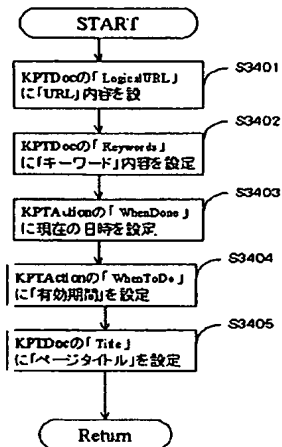 START
S3401
KPTDocの「LogicalURL」
に「URL」内容を設
S3402
KPTDocの「Keywords」
に「キーワード」内容を設定
S3403
KPTActionの「WhenDone」
に現在の日時を設定
S3404
KPTActionの「WhenToDo」
に「有効期間」を設定
S3405
KPTDocの「Title」
に「ページタイトル」を設定
Return